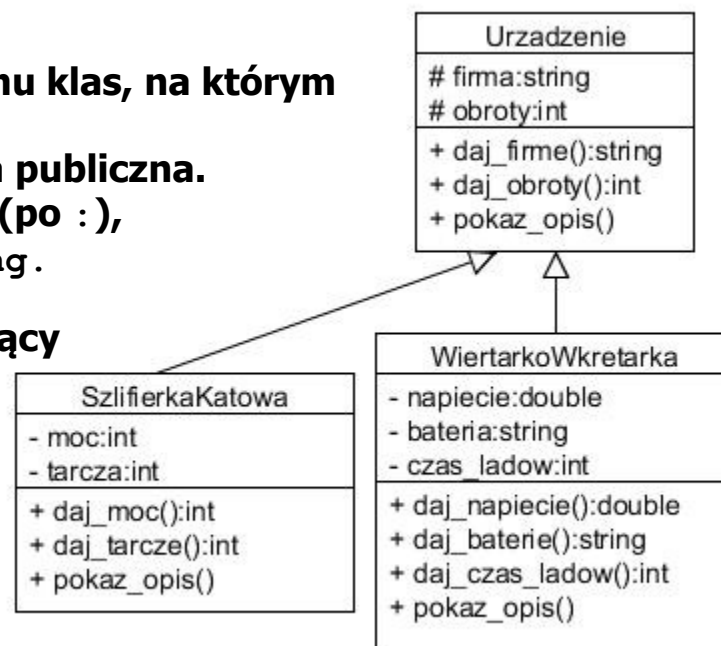 mu klas, na którym
publiczna.
(po :),
ący
Urzadzenie
# firma:string
# obroty:int
+ daj_firme():string
+ daj_obroty():int
+ pokaz_opis()
SzlifierkaKatowa
- moc:int
- tarcza:int
+ daj_moc():int
+ daj_tarcze():int
+ pokaz_opis()
WiertarkoWkretarka
- napiecie:double
- bateria:string
- czas_ladow:int
+ daj_napiecie():double
+ daj_baterie():string
+ daj_czas_ladow():int
+ pokaz_opis()